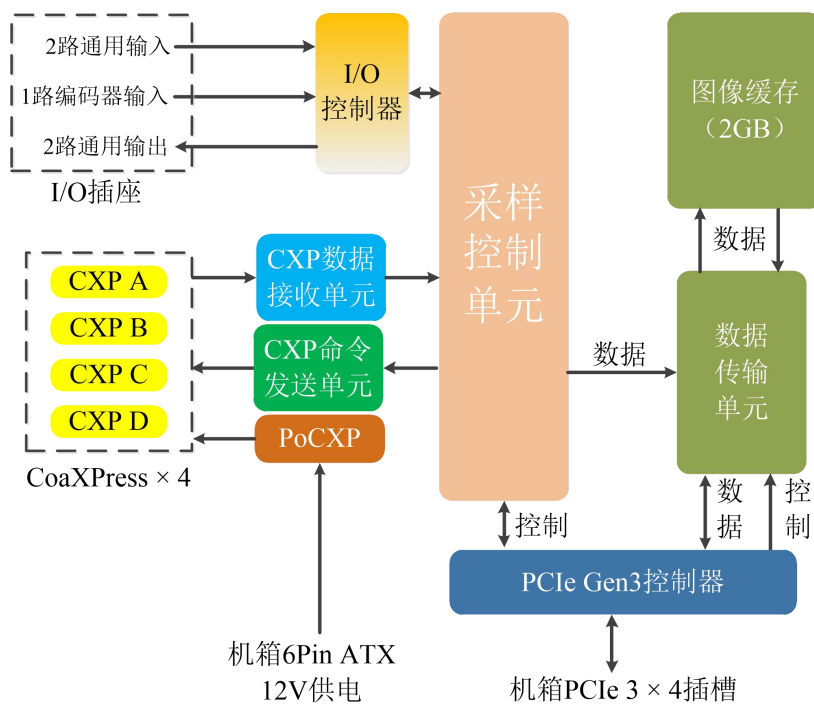 2路通用输入
1路编码器输入
2路通用输出
I/O插座
I/O
控制器
采样
控制
单元
图像缓存
（2GB）
数据
CXP A
CXP B
CXP C
CXP D
CoaXPress × 4
CXP数据
接收单元
CXP命令
发送单元
PoCXP
数据
数据
传输
单元
控制
数据
控制
PCIe Gen3控制器
机箱6Pin ATX
12V供电
机箱PCIe 3 × 4插槽